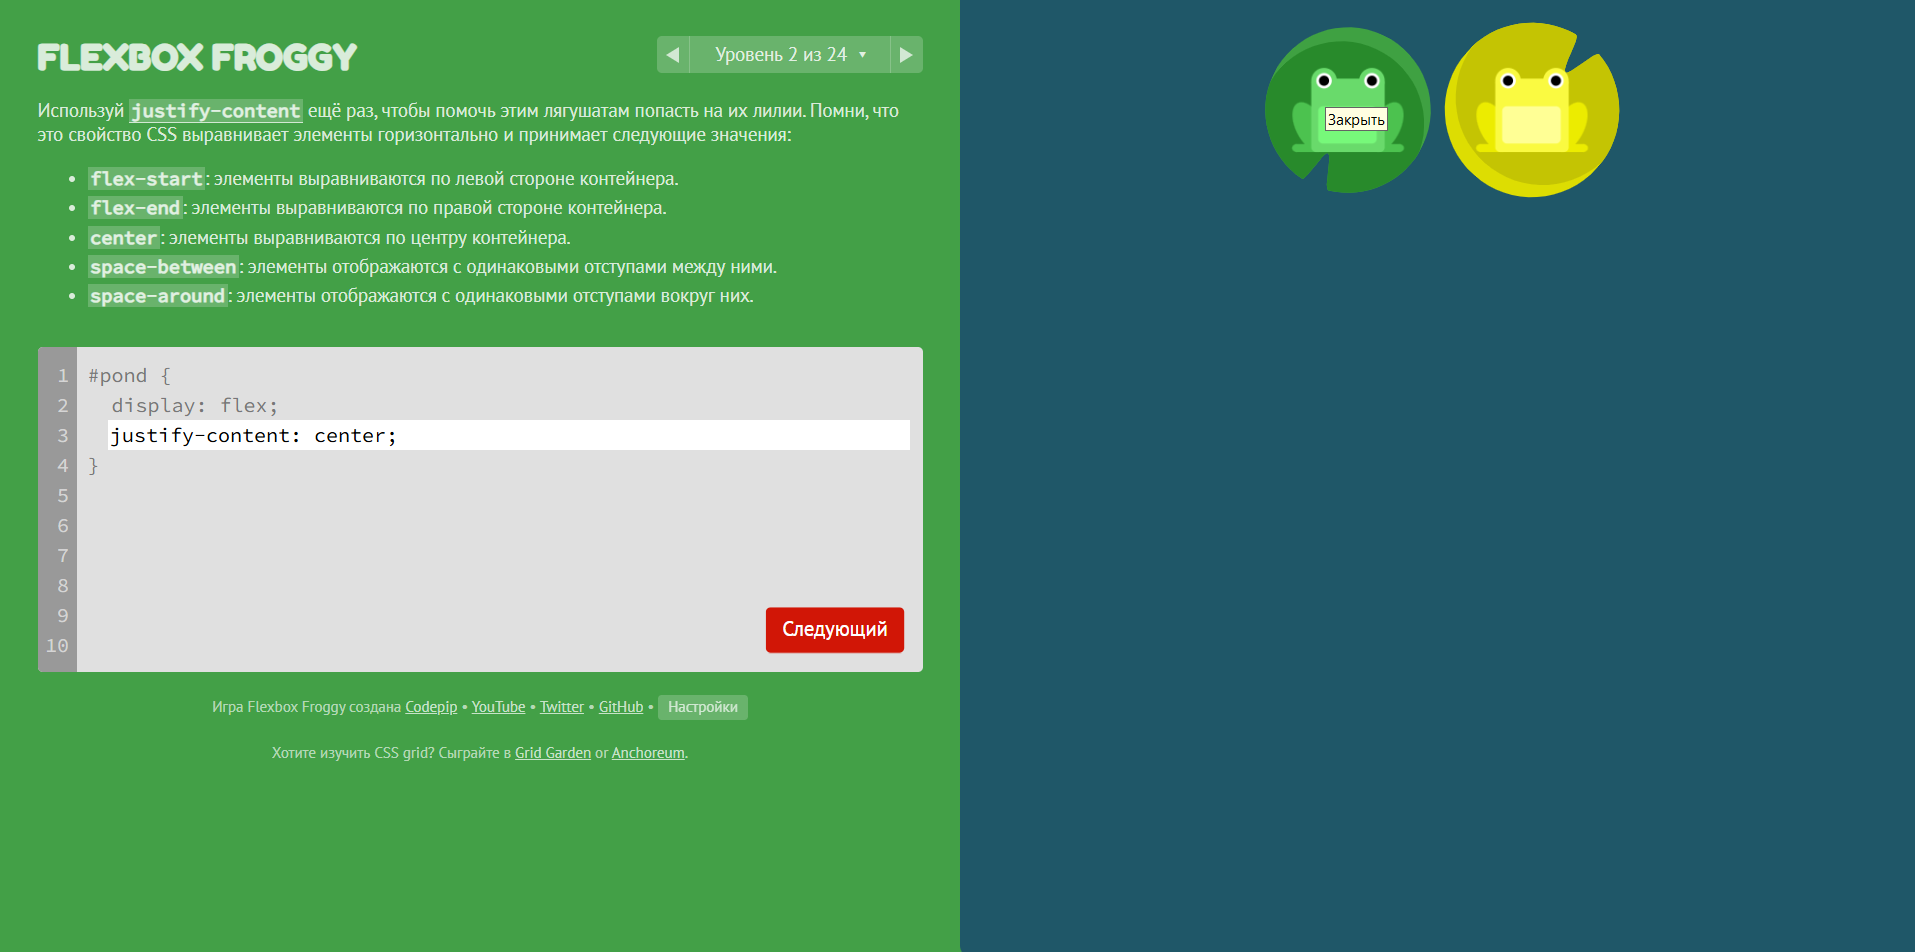 FLEXBOX FROGGY
Уровень 2 из 24
Используй justify-content ещё раз, чтобы помочь этим лягушатам попасть на их лилии. Помни, что
это свойство CSS выравнивает элементы горизонтально и принимает следующие значения:
flex-start: элементы выравниваются по левой стороне контейнера.
flex-end: элементы выравниваются по правой стороне контейнера.
center: элементы выравниваются по центру контейнера.
space-between: элементы отображаются с одинаковыми отступами между ними.
space-around: элементы отображаются с одинаковыми отступами вокруг них.
1 #pond {
2 display: flex;
3 justify-content: center;
4 }
5
6
7
8
9
10
Следующий
Игра Flexbox Froggy создана Codepip • YouTube • Twitter • GitHub • Настройки
Хотите изучить CSS grid? Сыграйте в Grid Garden or Anchoreum.
Закрыть